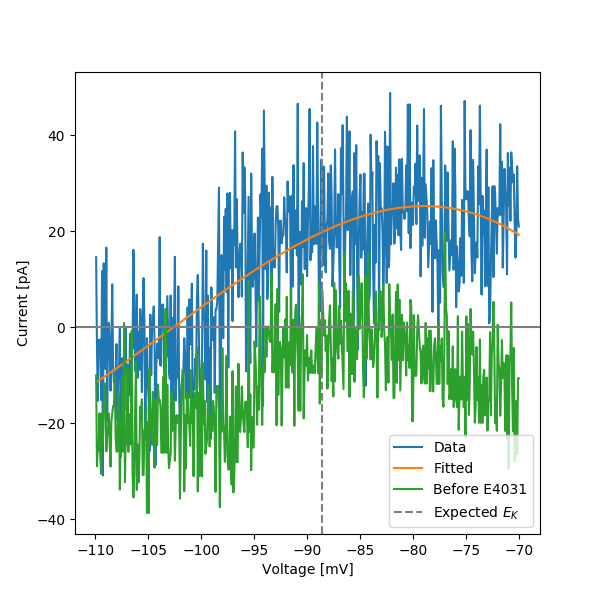 40
20
0
−20
−40
Current [pA]
−110 −105 −100 −95 −90 −85 −80 −75 −70
Voltage [mV]
Data
Fitted
Before E4031
Expected E_K